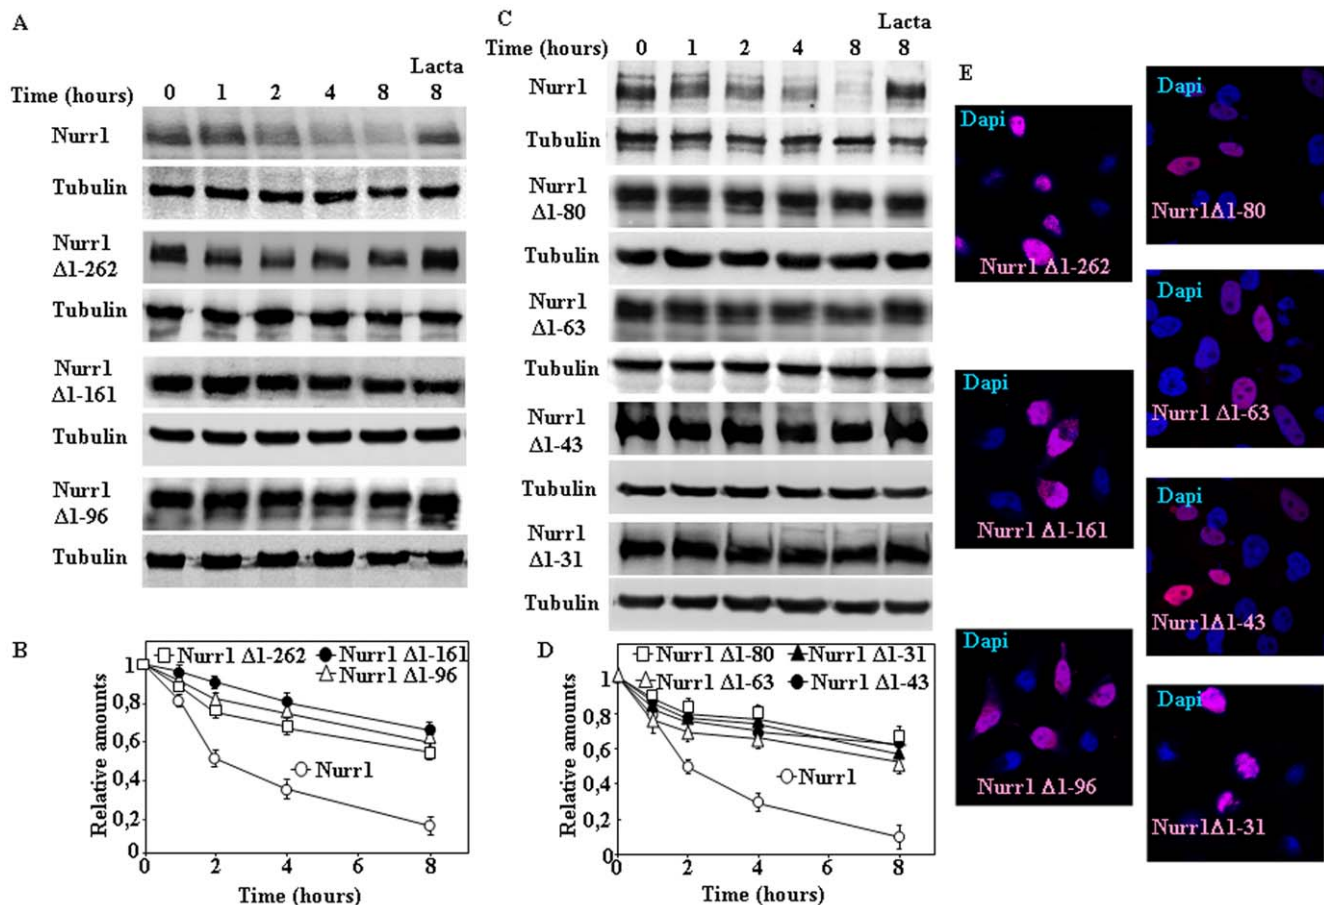 A
Lacta
Time (hours) 0 1 2 4 8 8
Nurr1
Tubulin
Nurr1
Δ1-262
Tubulin
Nurr1
Δ1-161
Tubulin
Nurr1
Δ1-96
Tubulin
B
Nurr1 Δ1-262 Nurr1 Δ1-161
Nurr1 Δ1-96
Nurr1
Relative amounts
1
0,8
0,6
0,4
0,2
0
0 2 4 6 8
Time (hours)
C
Lacta
Time (hours) 0 1 2 4 8 8
Nurr1
Tubulin
Nurr1
Δ1-80
Tubulin
Nurr1
Δ1-63
Tubulin
Nurr1
Δ1-43
Tubulin
Nurr1
Δ1-31
Tubulin
D
Nurr1 Δ1-80 Nurr1 Δ1-31
Nurr1 Δ1-63 Nurr1 Δ1-43
Nurr1
Relative amounts
1
0,8
0,6
0,4
0,2
0
0 2 4 6 8
Time (hours)
E
Dapi
Nurr1 Δ1-262
Dapi
Nurr1 Δ1-161
Dapi
Nurr1 Δ1-96
Dapi
Nurr1Δ1-80
Dapi
Nurr1 Δ1-63
Dapi
Nurr1Δ1-43
Dapi
Nurr1Δ1-31